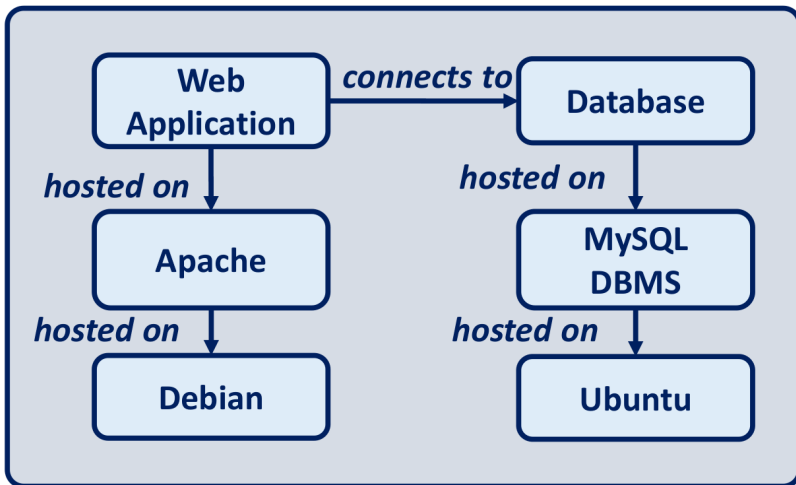 Web
Application
connects to
Database
hosted on
hosted on
Apache
MySQL
DBMS
hosted on
hosted on
Debian
Ubuntu